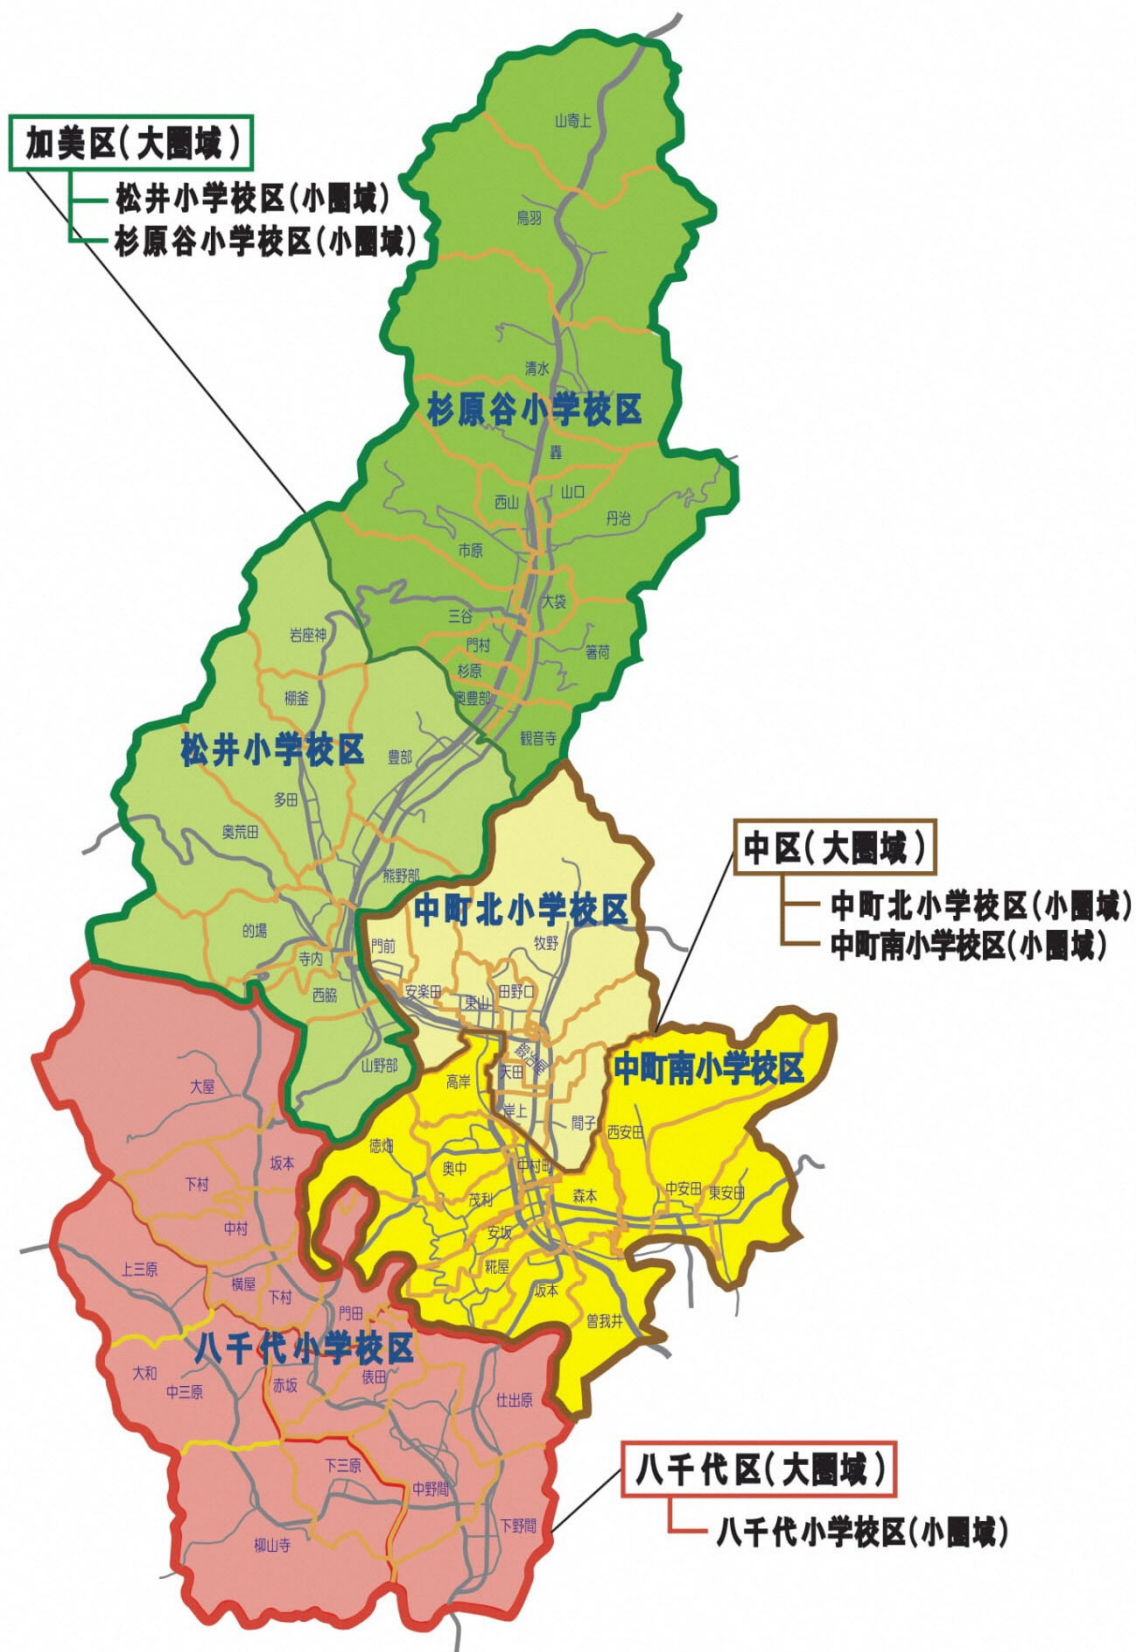 加美区(大圏域)
松井小学校区(小圏域)
杉原谷小学校区(小圏域)
山寄上
鳥羽
清水
杉原谷小学校区
轟
西山
山口
丹治
市原
大袋
三谷
門村
箸荷
杉原
奥豊部
観音寺
岩座神
棚釜
松井小学校区
豊部
多田
奥荒田
熊野部
的場
寺内
西脇
山野部
中区(大圏域)
中町北小学校区(小圏域)
中町南小学校区(小圏域)
中町北小学校区
門前
牧野
安楽田
東山
田野口
鍛冶屋
天田
岸上
間子
中町南小学校区
高岸
徳畑
奥中
中村町
西安田
茂利
森本
中安田
東安田
安坂
糀屋
坂本
曽我井
大屋
坂本
下村
中村
上三原
横屋
下村
門田
八千代小学校区
大和
中三原
赤坂
俵田
仕出原
下三原
中野間
下野間
柳山寺
八千代区(大圏域)
八千代小学校区(小圏域)